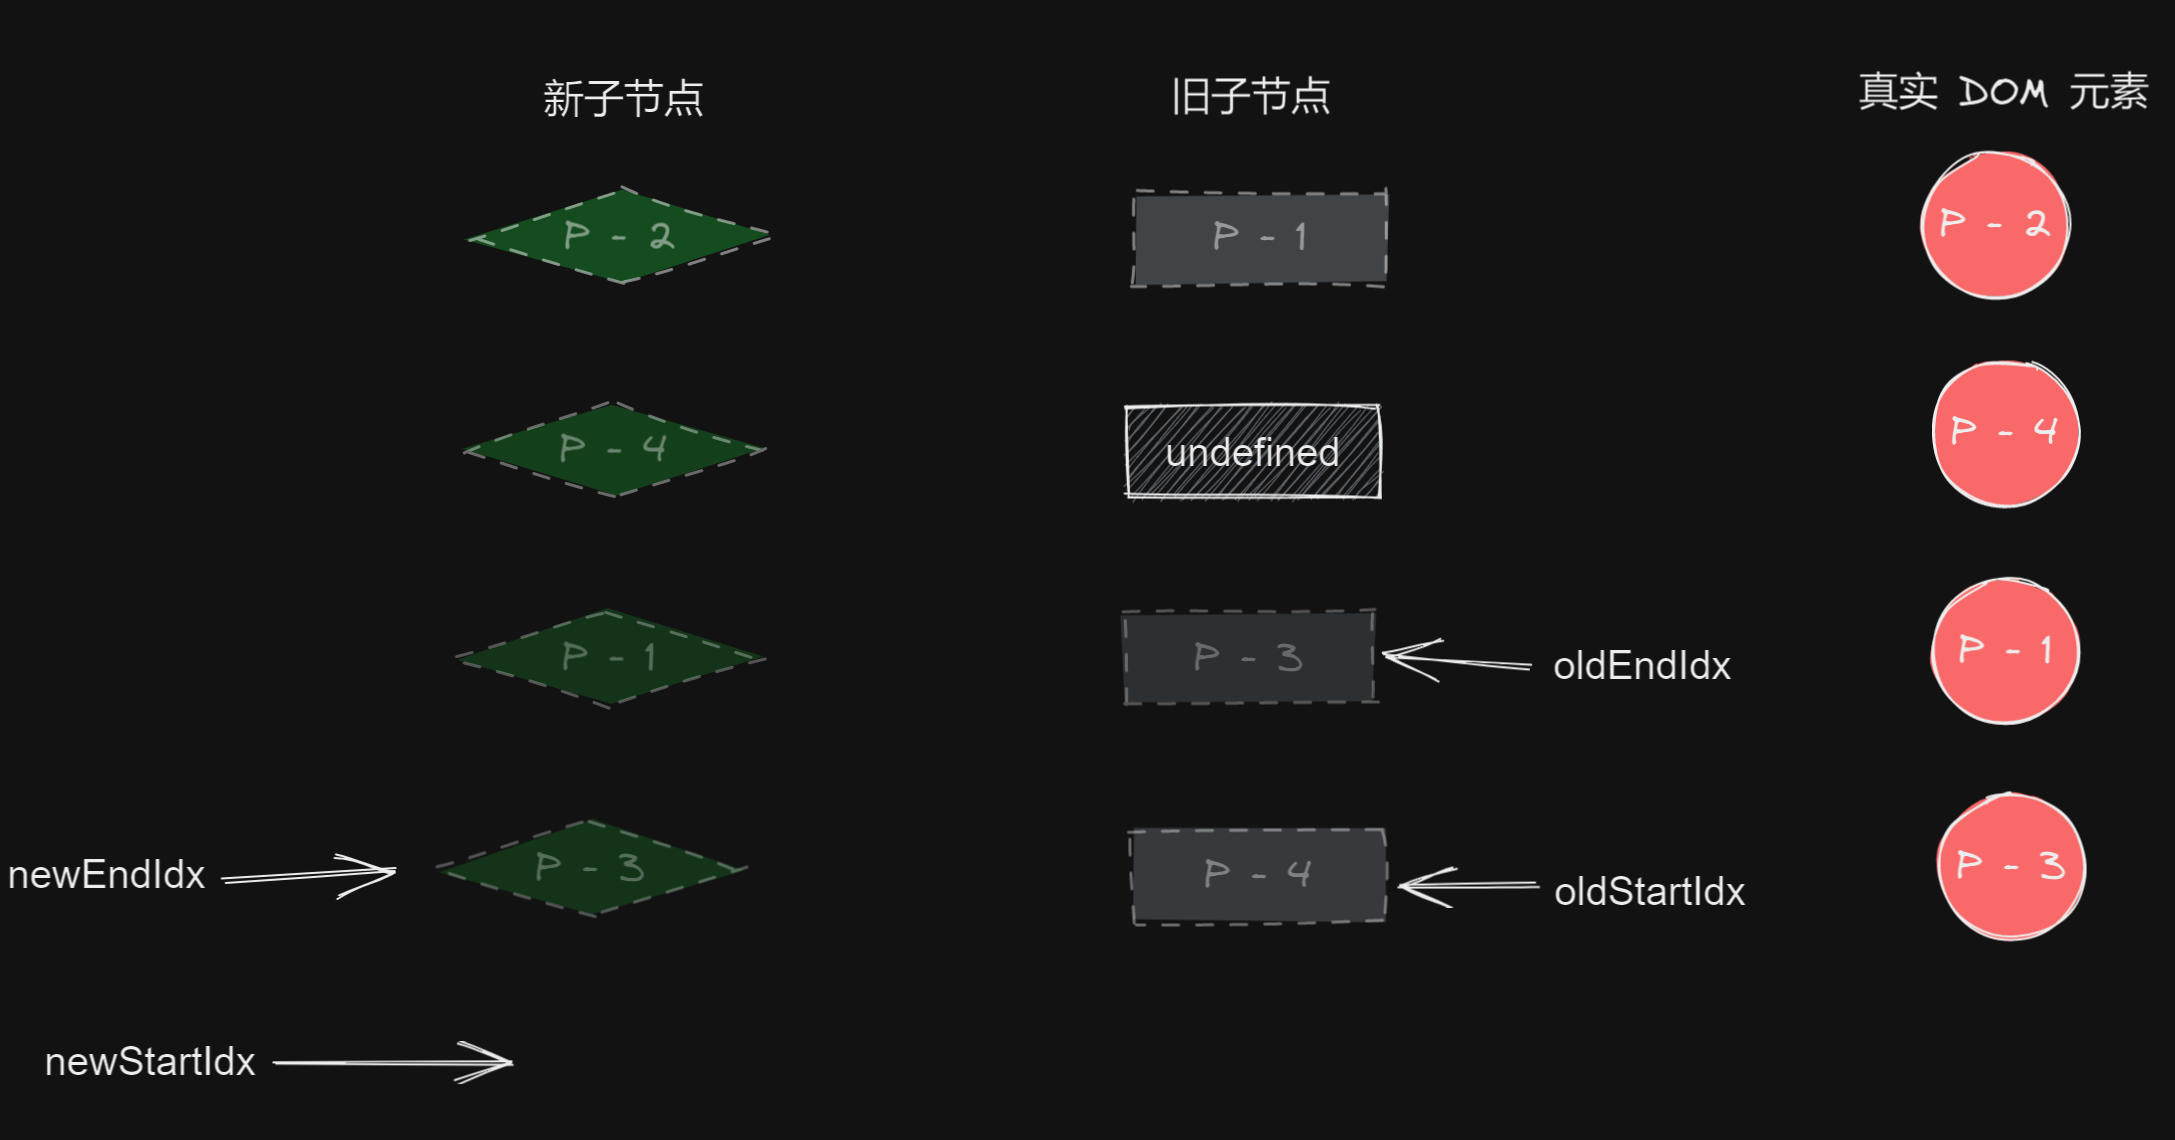 新子节点
旧子节点
真实 DOM 元素
P - 2
P - 1
P - 2
P - 4
undefined
P - 4
P - 1
P - 3
oldEndIdx
P - 1
newEndIdx
P - 3
P - 4
oldStartIdx
P - 3
newStartIdx